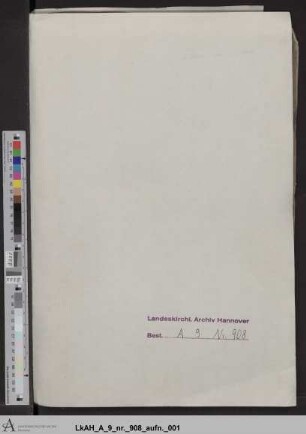 Landeskirchl. Archiv Hannover
Best. A 9 Nr. 908
LkAH_A_9_nr._908_aufn._001